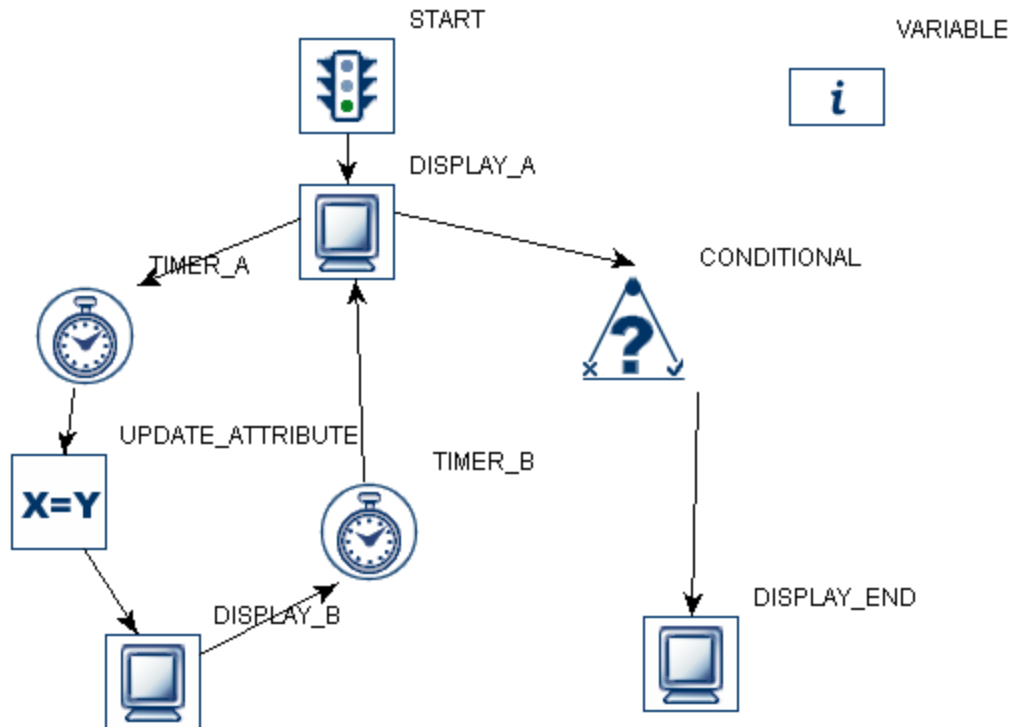 START
VARIABLE
i
DISPLAY_A
TIMER_A
CONDITIONAL
?
UPDATE_ATTRIBUTE
TIMER_B
X=Y
DISPLAY_B
DISPLAY_END